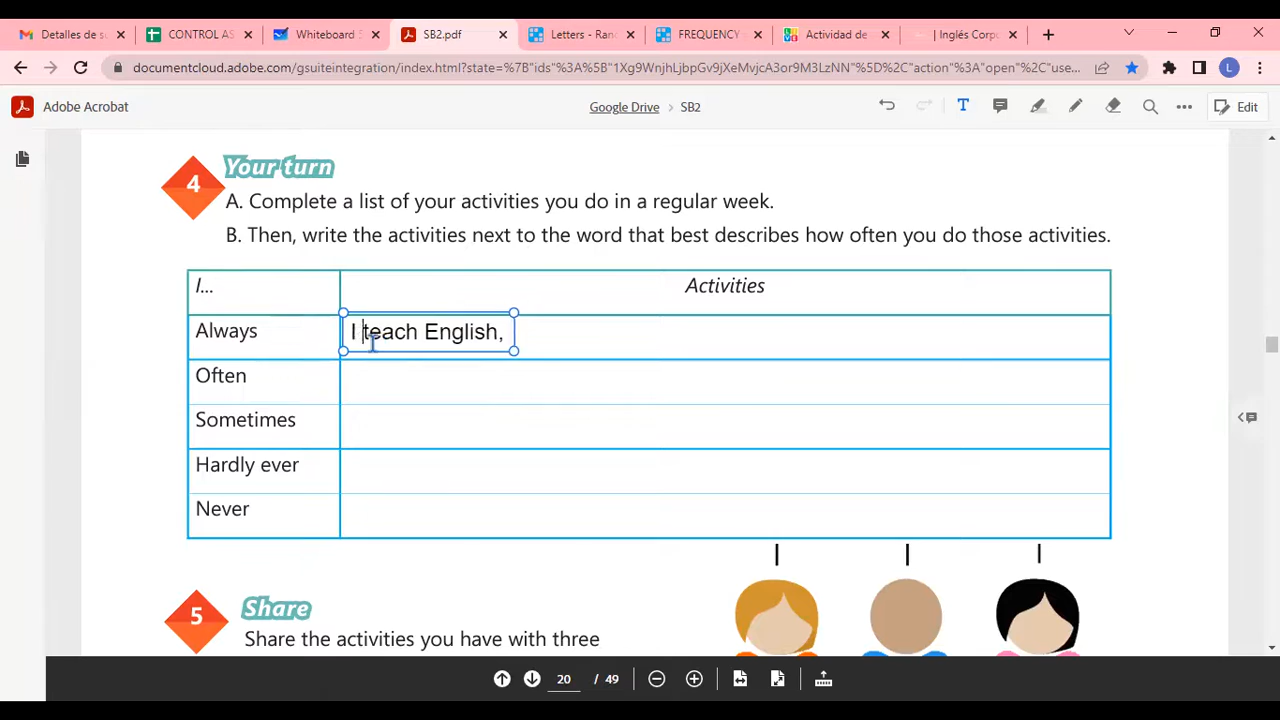 Detalles de su
CONTROL AS
Whiteboard 5
SB2.pdf
Letters - Ran
FREQUENCY
Actividad de
| Inglés Corp
documentcloud.adobe.com/gsuiteintegration/index.html?state=%7B"ids"%3A%5B"1Xg9WnjhLjbpGv9jXeMvjcA3or9M3LzNN"%5D%2C"action"%3A"open"%2C"use...
L
Adobe Acrobat
Google Drive > SB2
T
Edit
4
Your turn
A. Complete a list of your activities you do in a regular week.
B. Then, write the activities next to the word that best describes how often you do those activities.
I... Activities
Always I teach English,
Often
Sometimes
Hardly ever
Never
5
Share
Share the activities you have with three
20 / 49